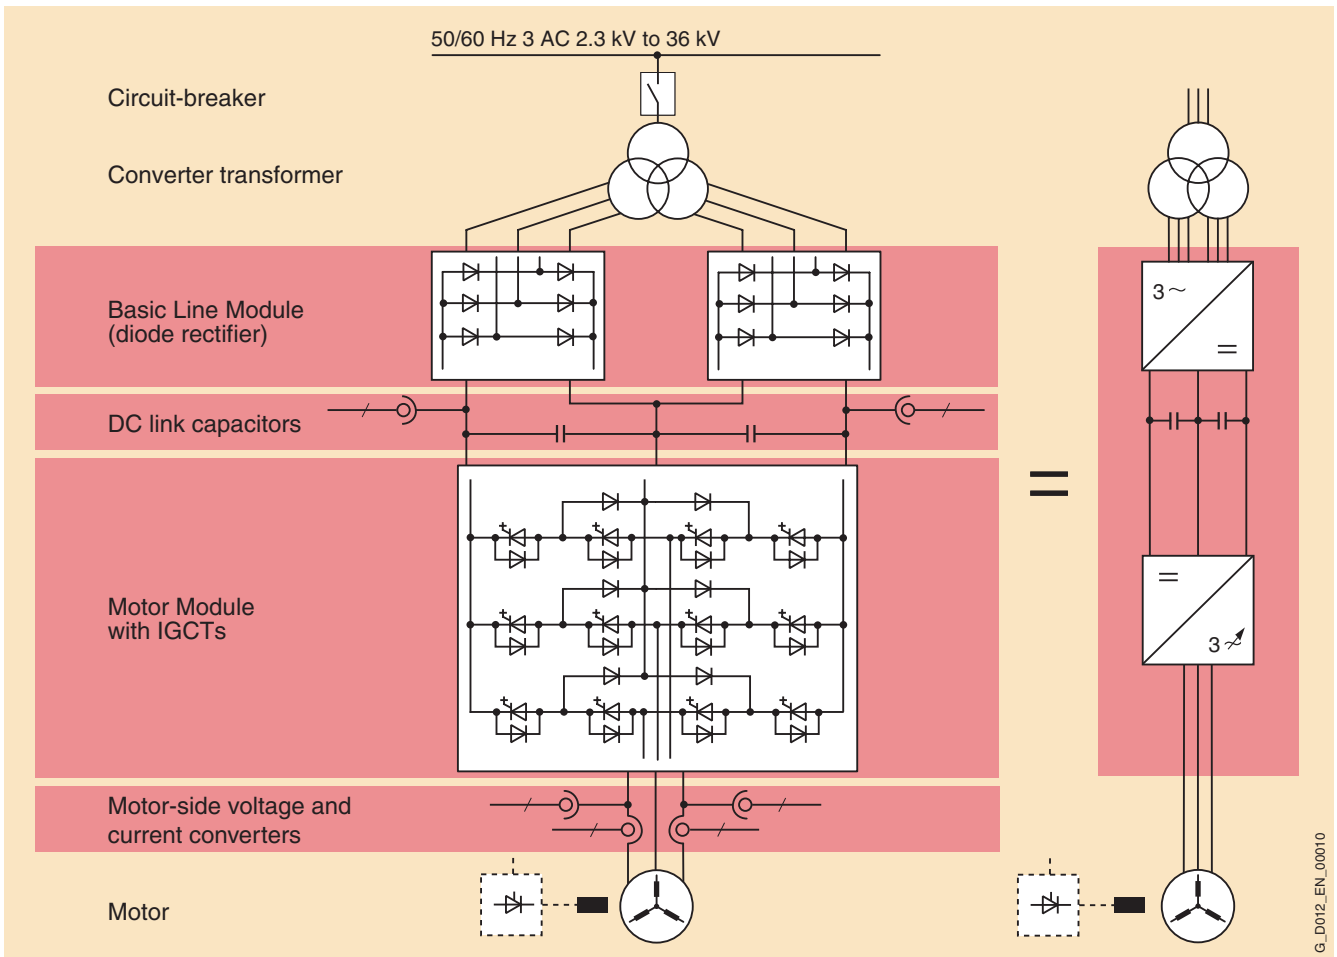 50/60 Hz 3 AC 2.3 kV to 36 kV
Circuit-breaker
Converter transformer
Basic Line Module
(diode rectifier)
3~
=
DC link capacitors
=
Motor Module
with IGCTs
=
3~
Motor-side voltage and
current converters
Motor
G_D012_EN_00010